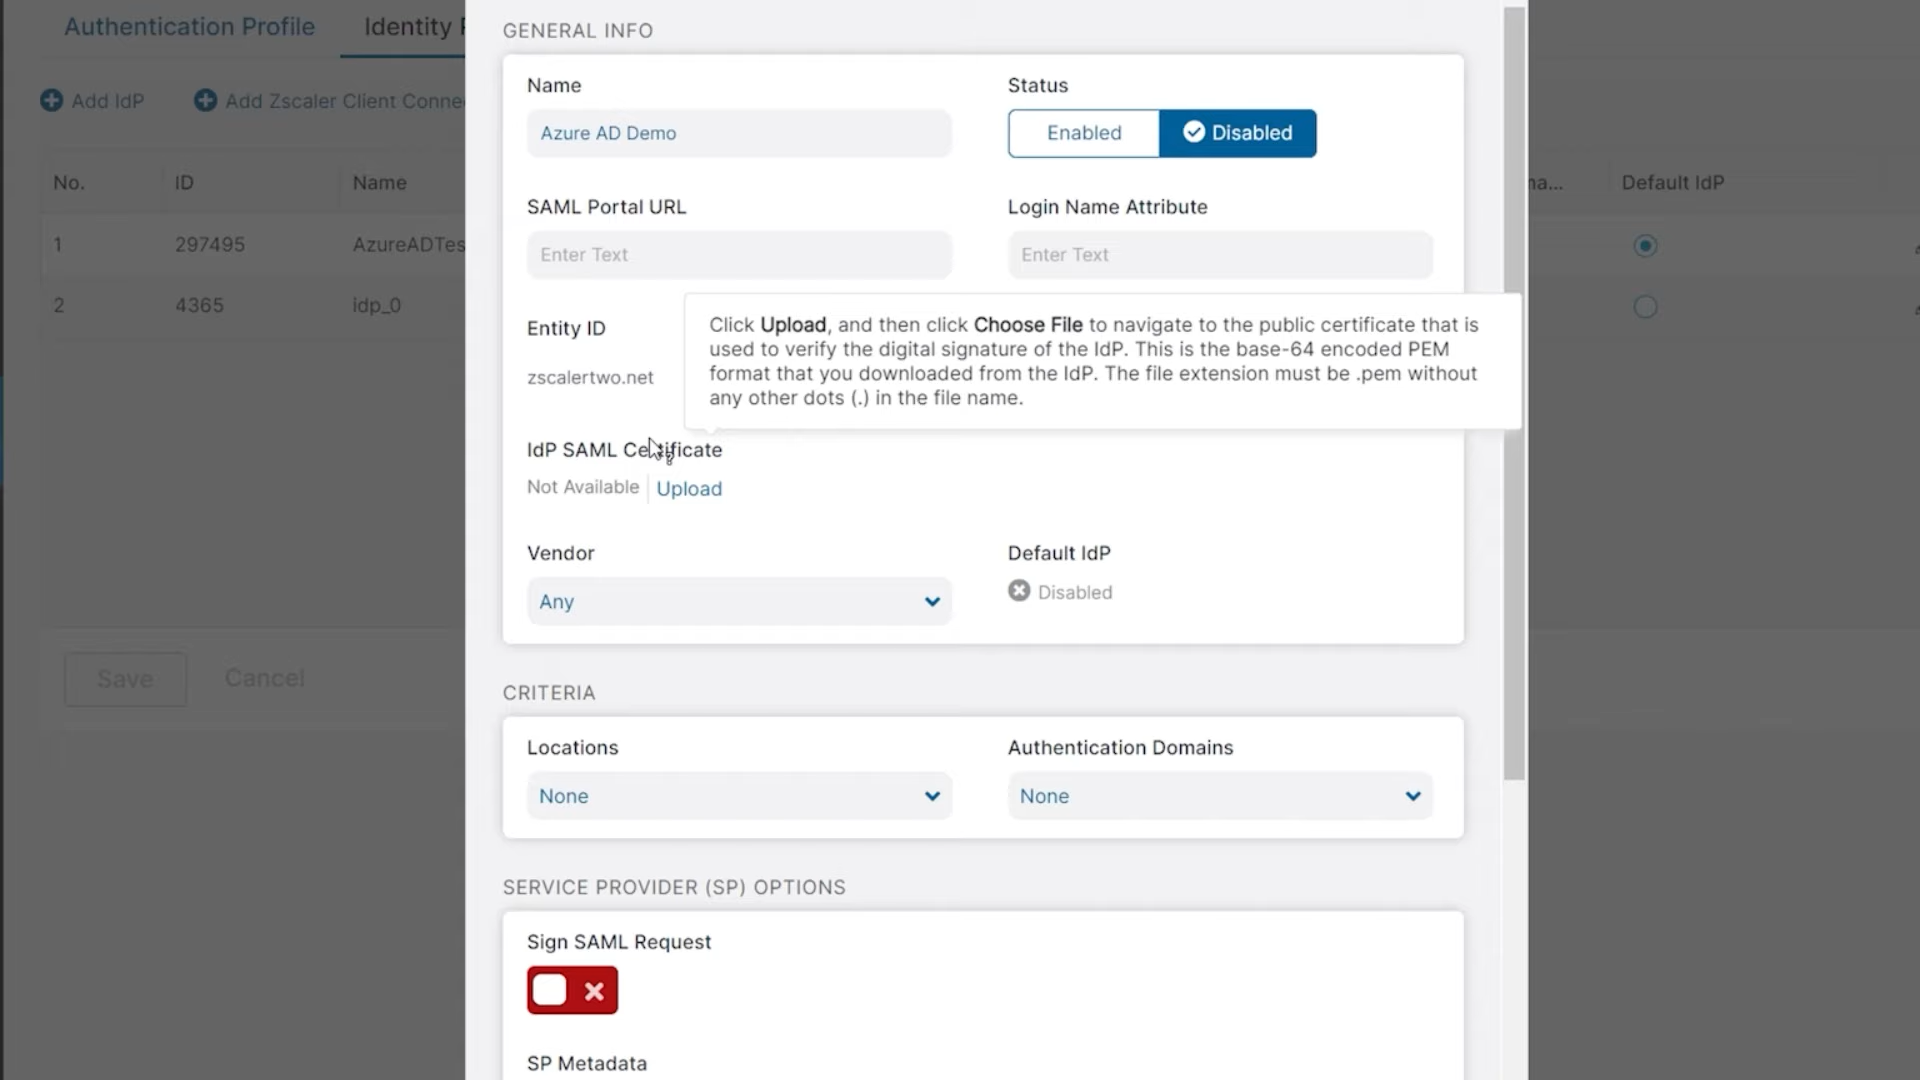 Authentication Profile
Identity
Add IdP
Add Zscaler Client Conne
No.
ID
Name
Default IdP
1
297495
AzureADTes
2
4365
idp_0
Save
Cancel
GENERAL INFO
Name
Status
Azure AD Demo
Enabled
Disabled
SAML Portal URL
Login Name Attribute
Enter Text
Enter Text
Entity ID
zscalertwo.net
Click Upload, and then click Choose File to navigate to the public certificate that is
used to verify the digital signature of the IdP. This is the base-64 encoded PEM
format that you downloaded from the IdP. The file extension must be .pem without
any other dots (.) in the file name.
IdP SAML Certificate
Not Available
Upload
Vendor
Default IdP
Any
Disabled
CRITERIA
Locations
Authentication Domains
None
None
SERVICE PROVIDER (SP) OPTIONS
Sign SAML Request
SP Metadata